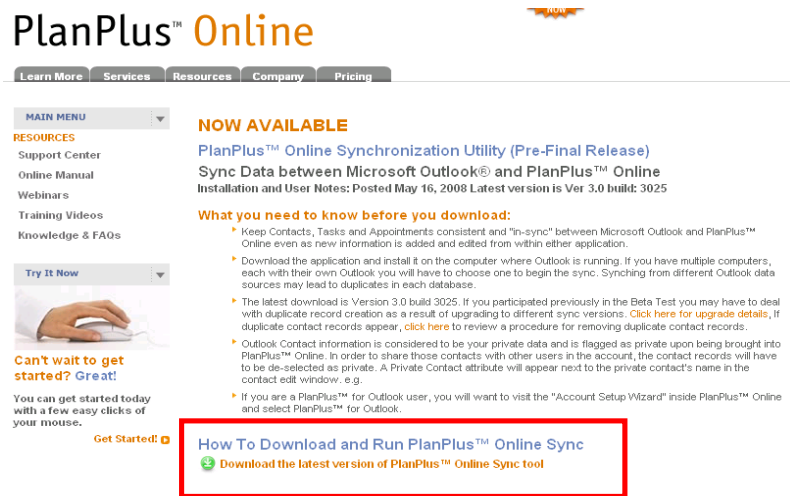 NOW
PlanPlus™ Online
Learn More Services Resources Company Pricing
MAIN MENU
RESOURCES
Support Center
Online Manual
Webinars
Training Videos
Knowledge & FAQs
Try It Now
Can't wait to get
started? Great!
You can get started today
with a few easy clicks of
your mouse.
Get Started!
NOW AVAILABLE
PlanPlus™ Online Synchronization Utility (Pre-Final Release)
Sync Data between Microsoft Outlook® and PlanPlus™ Online
Installation and User Notes: Posted May 16, 2008 Latest version is Ver 3.0 build: 3025
What you need to know before you download:
Keep Contacts, Tasks and Appointments consistent and "in-sync" between Microsoft Outlook and PlanPlus™
Online even as new information is added and edited from within either application.
Download the application and install it on the computer where Outlook is running. If you have multiple computers,
each with their own Outlook you will have to choose one to begin the sync. Synching from different Outlook data
sources may lead to duplicates in each database.
The latest download is Version 3.0 build 3025. If you participated previously in the Beta Test you may have to deal
with duplicate record creation as a result of upgrading to different sync versions. Click here for upgrade details, If
duplicate contact records appear, click here to review a procedure for removing duplicate contact records.
Outlook Contact information is considered to be your private data and is flagged as private upon being brought into
PlanPlus™ Online. In order to share those contacts with other users in the account, the contact records will have
to be de-selected as private. A Private Contact attribute will appear next to the private contact's name in the
contact edit window. e.g.
If you are a PlanPlus™ for Outlook user, you will want to visit the "Account Setup Wizard" inside PlanPlus™ Online
and select PlanPlus™ for Outlook.
How To Download and Run PlanPlus™ Online Sync
Download the latest version of PlanPlus™ Online Sync tool